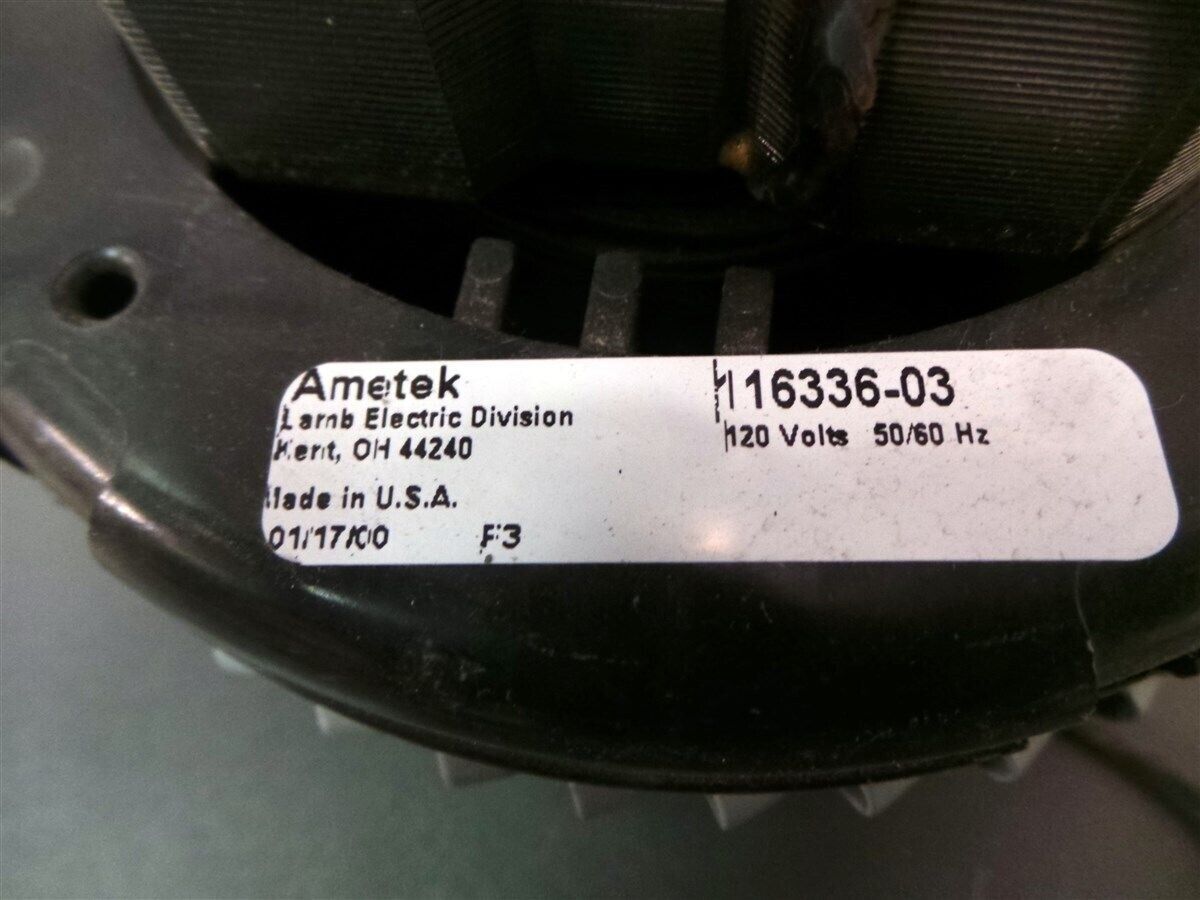 Ametek
Lamb Electric Division
Kent, OH 44240
Made in U.S.A.
01/17/00 F3
116336-03
120 Volts 50/60 Hz